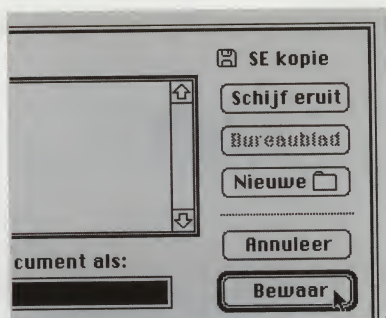 SE kopie
Schijf eruit
Bureaublad
Nieuwe
Annuleer
cument als:
Bewaar